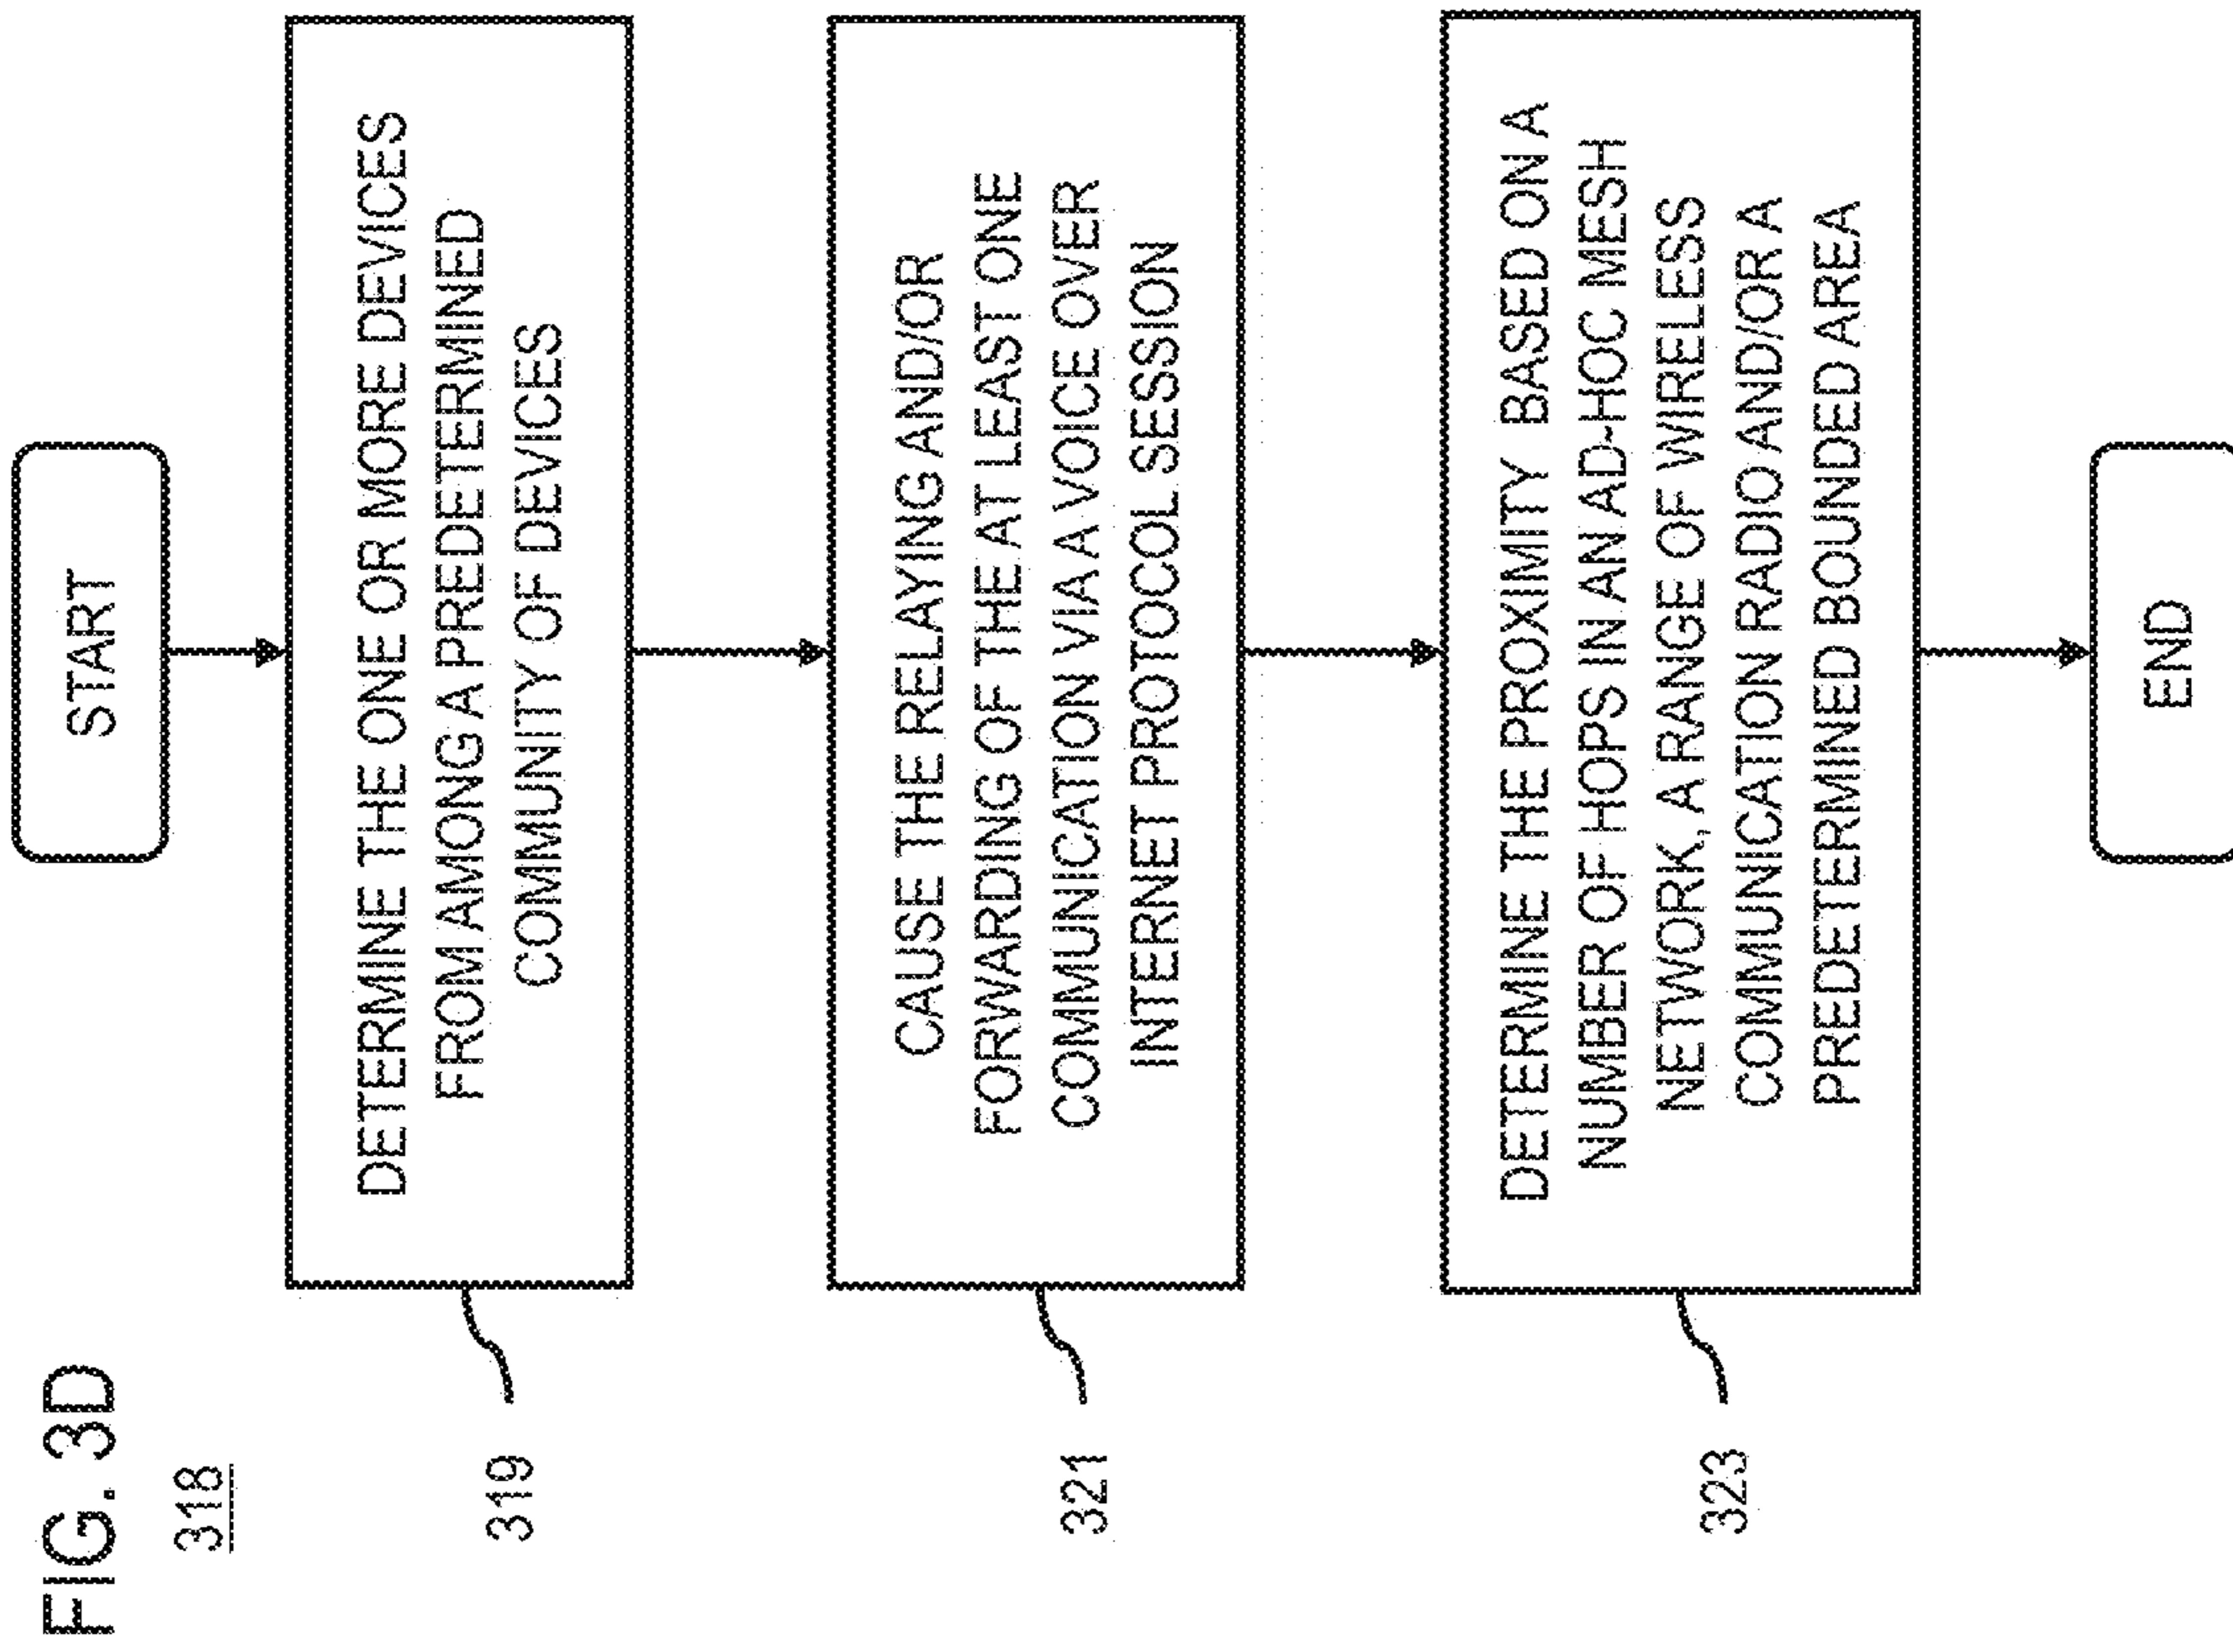 FIG. 3D
318
START
319
DETERMINE THE ONE OR MORE DEVICES
FROM AMONG A PREDETERMINED
COMMUNITY OF DEVICES
321
CAUSE THE RELAYING AND/OR
FORWARDING OF THE AT LEAST ONE
COMMUNICATION VIA A VOICE OVER
INTERNET PROTOCOL SESSION
323
DETERMINE THE PROXIMITY BASED ON A
NUMBER OF HOPS IN AN AD-HOC MESH
NETWORK, A RANGE OF WIRELESS
COMMUNICATION RADIO AND/OR A
PREDETERMINED BOUNDED AREA
END